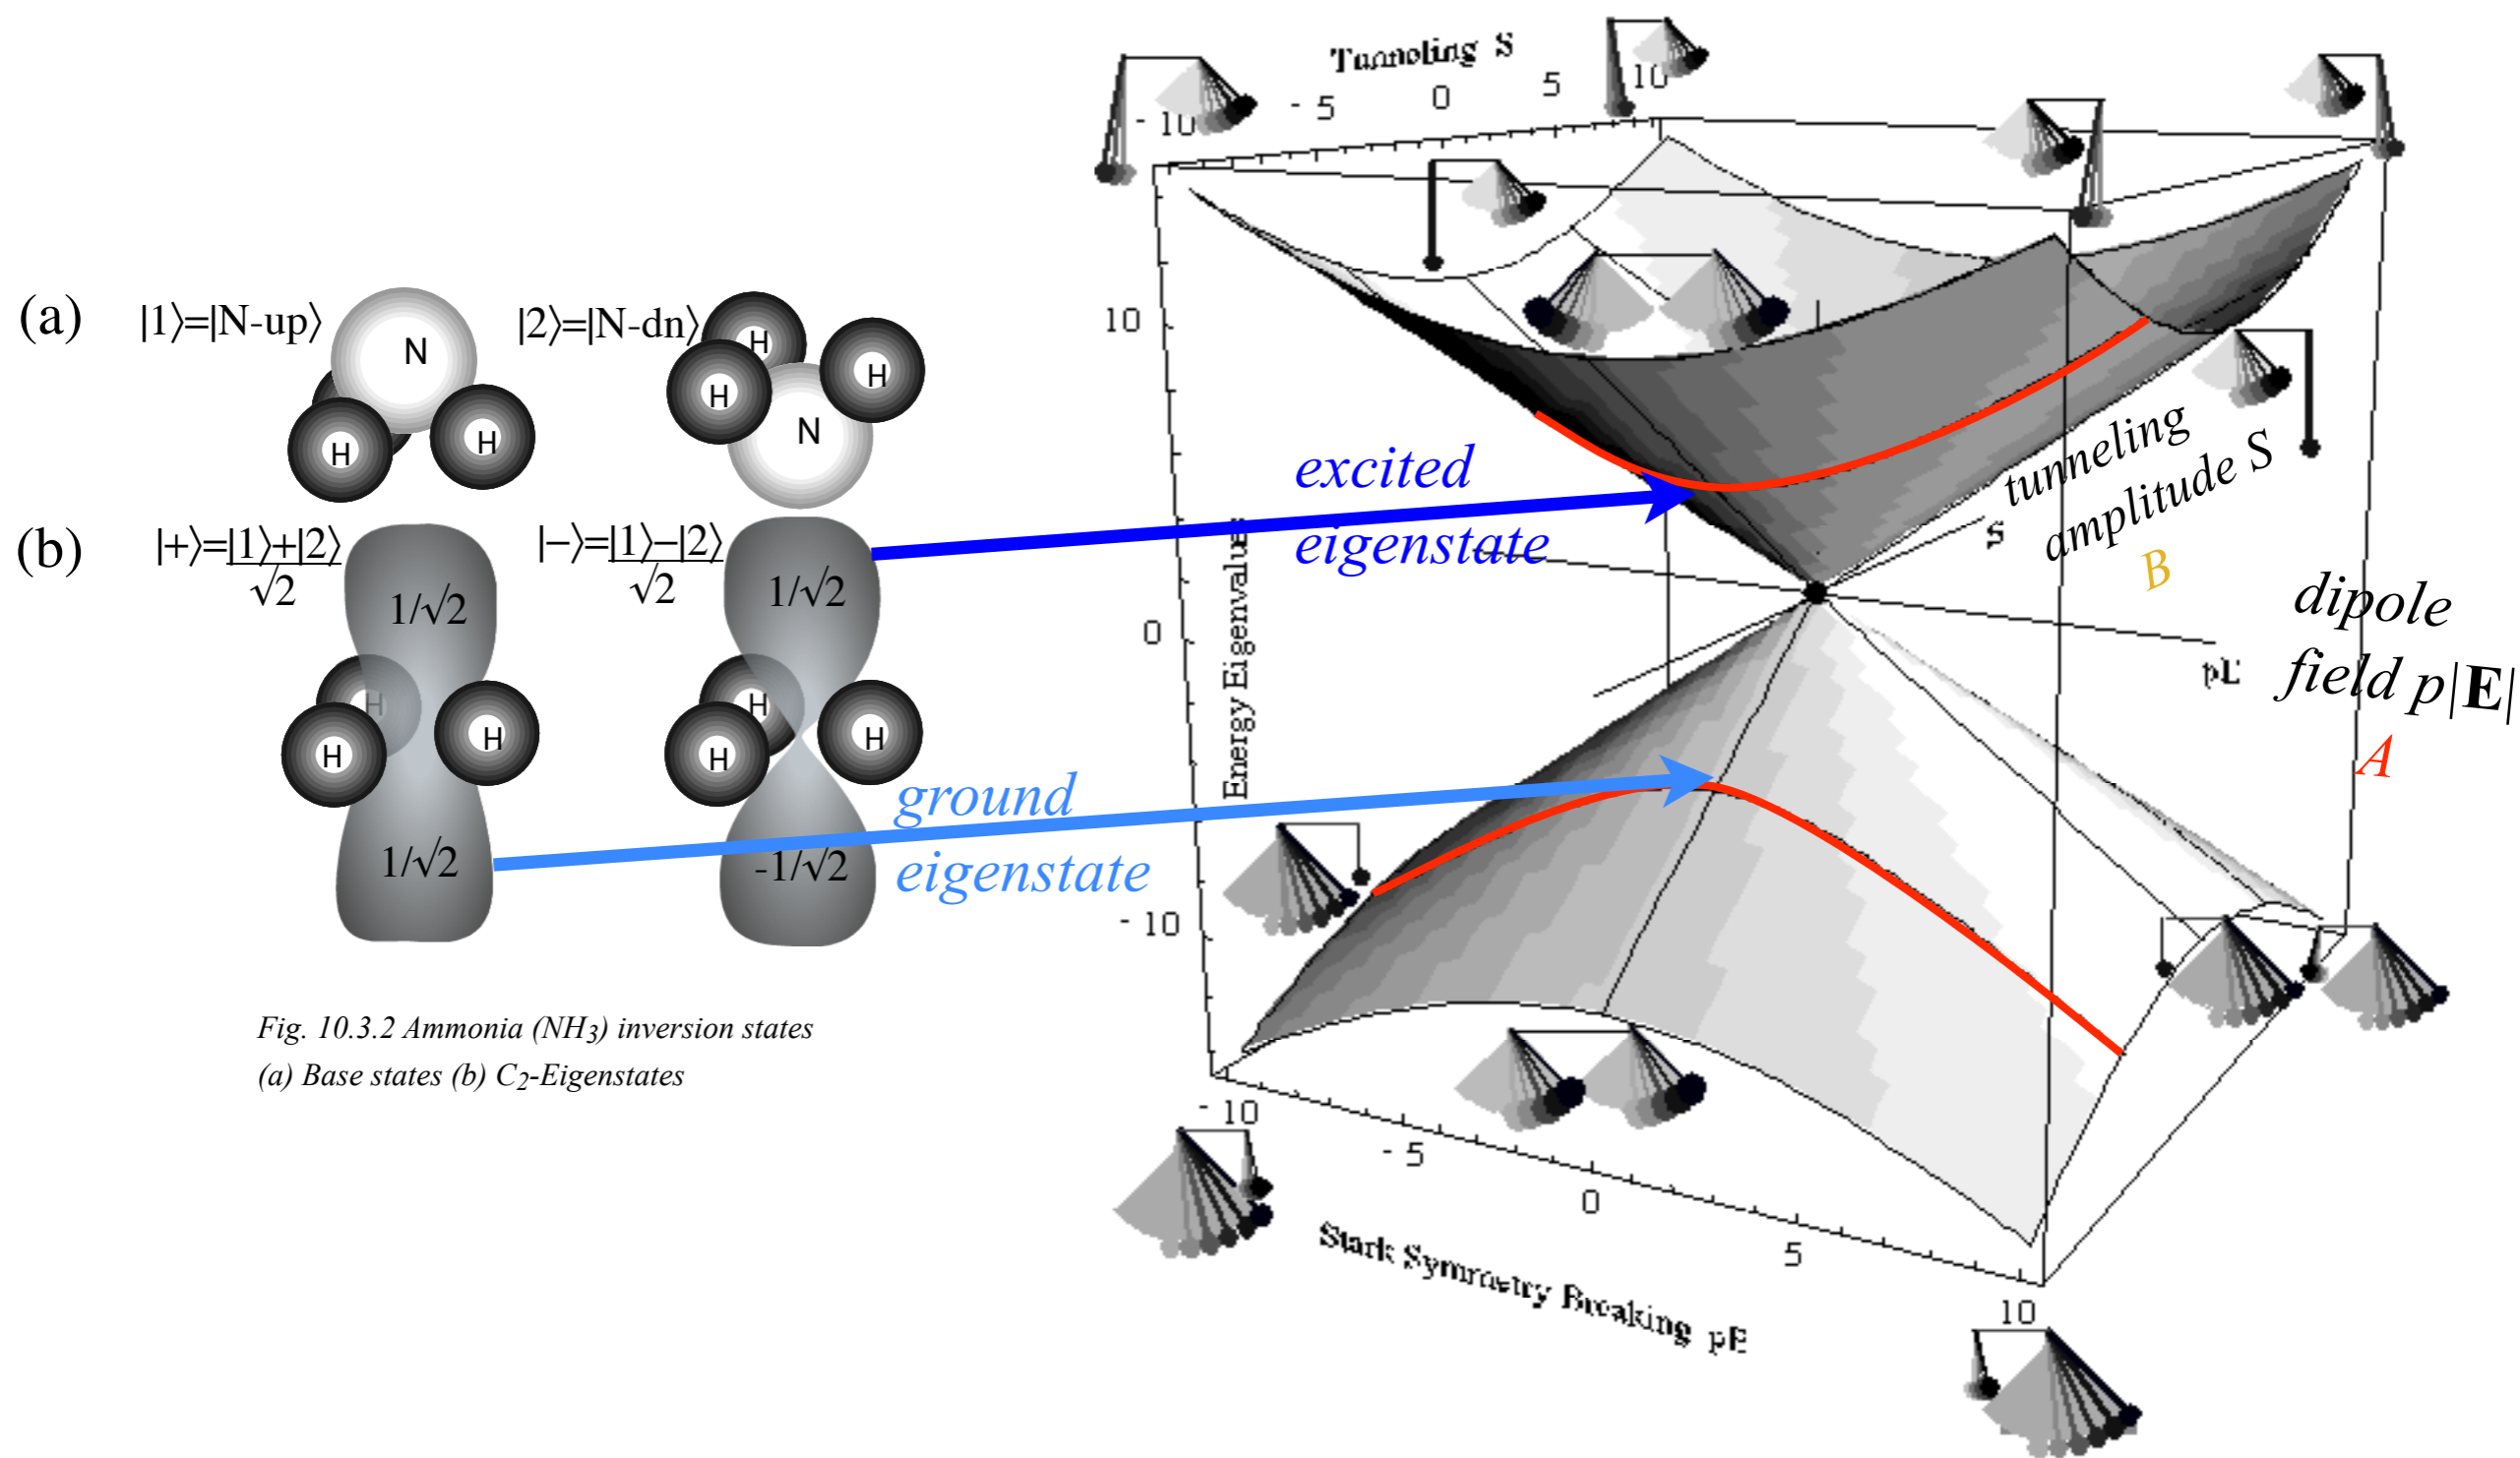 (a)
|1⟩=|N-up⟩
N
H
H
|2⟩=|N-dn⟩
H
H
H
N
(b)
|+⟩=|1⟩+|2⟩
√2
1/√2
H
H
H
1/√2
|−⟩=|1⟩−|2⟩
√2
1/√2
H
H
H
-1/√2
excited
eigenstate
ground
eigenstate
Fig. 10.3.2 Ammonia (NH3) inversion states
(a) Base states (b) C2-Eigenstates
Tunneling S
- 10
- 5
0
5
10
10
0
- 10
Energy Eigenvalues
S
tunneling
amplitude S
B
pE
dipole
field p|E|
A
- 10
- 5
0
5
10
Stark Symmetry Breaking pE